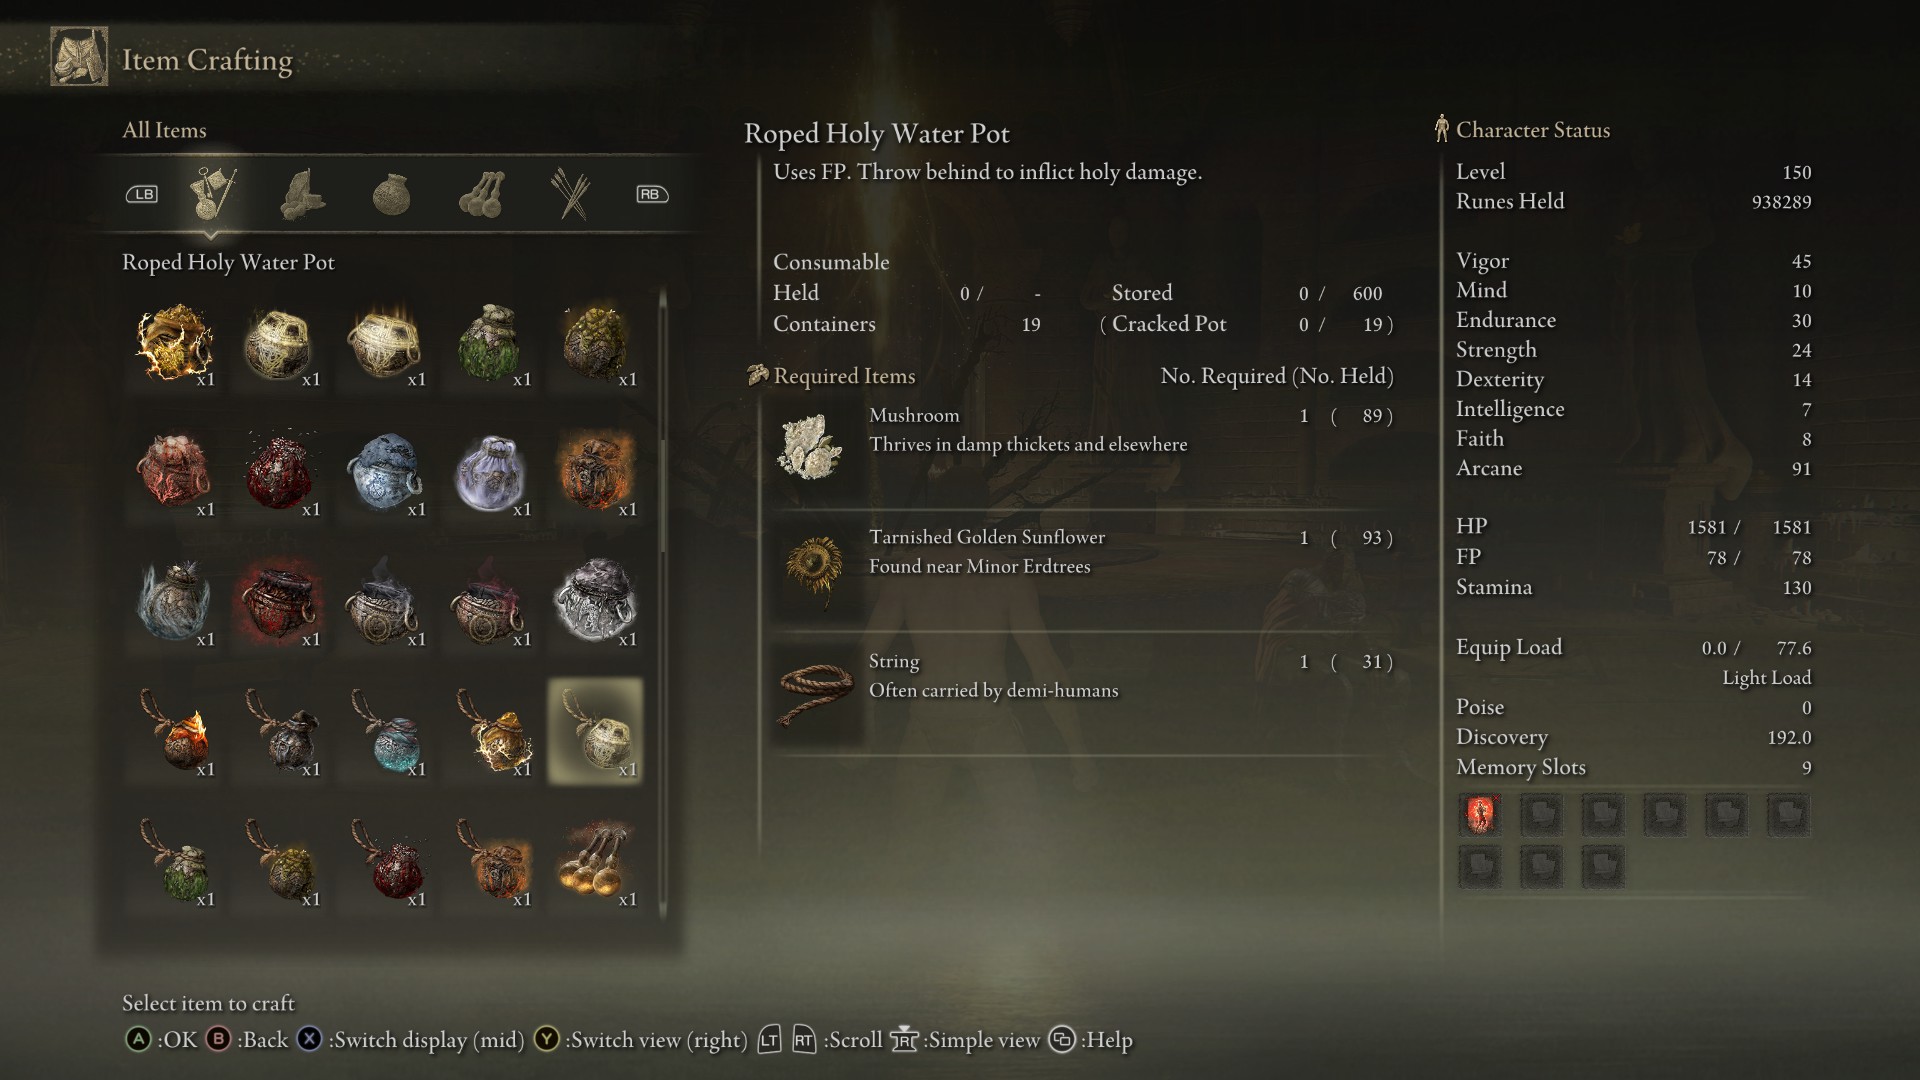 Item Crafting
All Items
LB
RB
Roped Holy Water Pot
x1 x1 x1 x1 x1
x1 x1 x1 x1 x1
x1 x1 x1 x1 x1
x1 x1 x1 x1 x1
x1 x1 x1 x1 x1
Roped Holy Water Pot
Uses FP. Throw behind to inflict holy damage.
Consumable
Held 0 / - Stored 0 / 600
Containers 19 ( Cracked Pot 0 / 19 )
Required Items No. Required (No. Held)
Mushroom 1 ( 89 )
Thrives in damp thickets and elsewhere
Tarnished Golden Sunflower 1 ( 93 )
Found near Minor Erdtrees
String 1 ( 31 )
Often carried by demi-humans
Character Status
Level 150
Runes Held 938289
Vigor 45
Mind 10
Endurance 30
Strength 24
Dexterity 14
Intelligence 7
Faith 8
Arcane 91
HP 1581 / 1581
FP 78 / 78
Stamina 130
Equip Load 0.0 / 77.6
Light Load
Poise 0
Discovery 192.0
Memory Slots 9
Select item to craft
A :OK B :Back X :Switch display (mid) Y :Switch view (right) LT RT :Scroll R :Simple view :Help